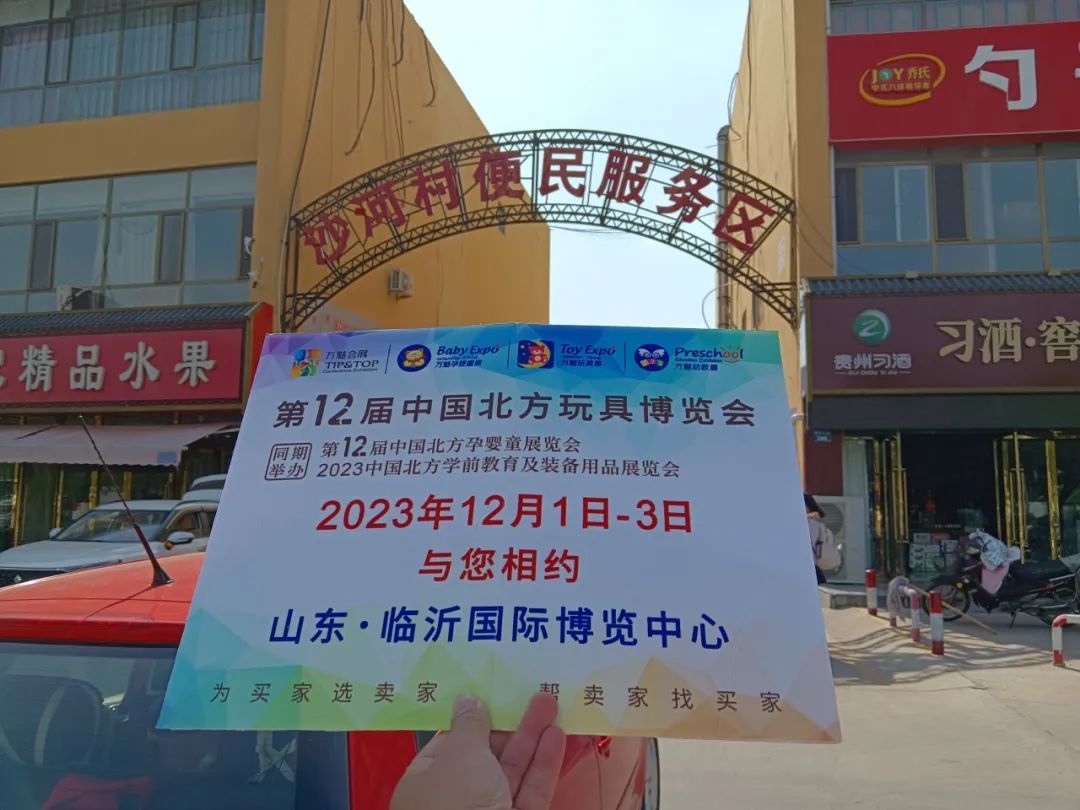 沙河村便民服务区
JOY乔氏
勺
精品水果
贵州习酒
GUI ZHOU XI JIU
习酒·窖
万魅会展
TIP&TOP
Baby Expo
万魅孕婴童展
Toy Expo
万魅玩具展
Preschool
万魅幼教展
第12届中国北方玩具博览会
同期
举办
第12届中国北方孕婴童展览会
2023中国北方学前教育及装备用品展览会
2023年12月1日-3日
与您相约
山东·临沂国际博览中心
为买家选卖家 帮卖家找买家